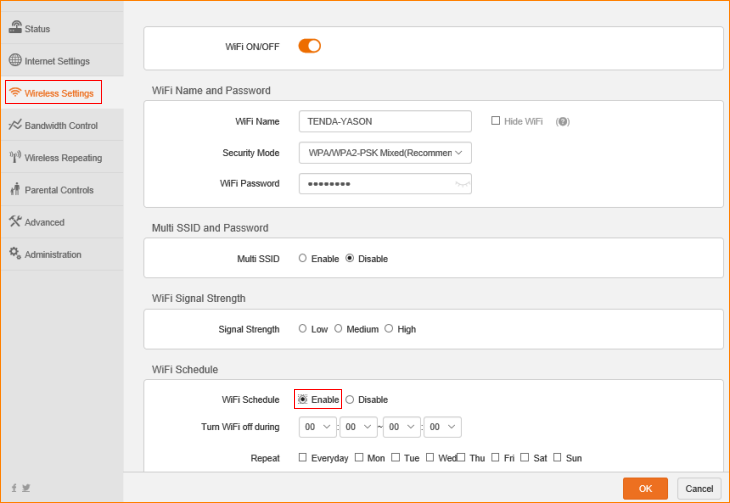 Status
Internet Settings
Wireless Settings
Bandwidth Control
Wireless Repeating
Parental Controls
Advanced
Administration
WiFi ON/OFF
WiFi Name and Password
WiFi Name TENDA-YASON Hide WiFi (?)
Security Mode WPA/WPA2-PSK Mixed(Recommen
WiFi Password ••••••••
Multi SSID and Password
Multi SSID Enable Disable
WiFi Signal Strength
Signal Strength Low Medium High
WiFi Schedule
WiFi Schedule Enable Disable
Turn WiFi off during 00 : 00 ~ 00 : 00
Repeat Everyday Mon Tue Wed Thu Fri Sat Sun
OK Cancel